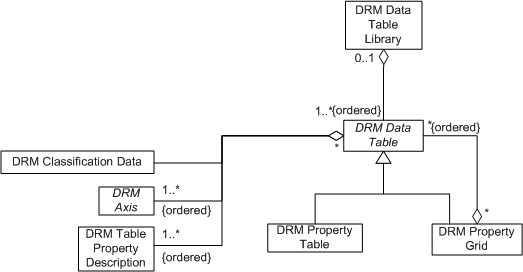 DRM Data
Table
Library
0..1
1..*{ordered}
DRM Data
Table
*{ordered}
*
DRM Classification Data
DRM
Axis
1..*
{ordered}
DRM Table
Property
Description
1..*
{ordered}
DRM Property
Table
*
DRM Property
Grid